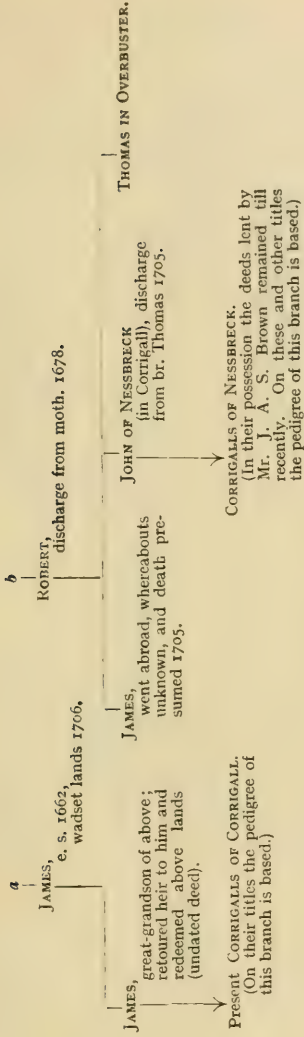 a
JAMES,
e. s. 1662,
wadset lands 1706.
b
ROBERT,
discharge from moth. 1678.
JAMES,
great-grandson of above;
retoured heir to him and
redeemed above lands
(undated deed).
JAMES,
went abroad, whereabouts
unknown, and death pre-
sumed 1705.
JOHN OF NESSBRECK
(in Corrigall), discharge
from br. Thomas 1705.
THOMAS IN OVERBUSTER.
PRESENT CORRIGALLS OF CORRIGALL.
(On their titles the pedigree of
this branch is based.)
CORRIGALLS OF NESSBRECK.
(In their possession the deeds lent by
Mr. J. A. S. Brown remained till
recently. On these and other titles
the pedigree of this branch is based.)